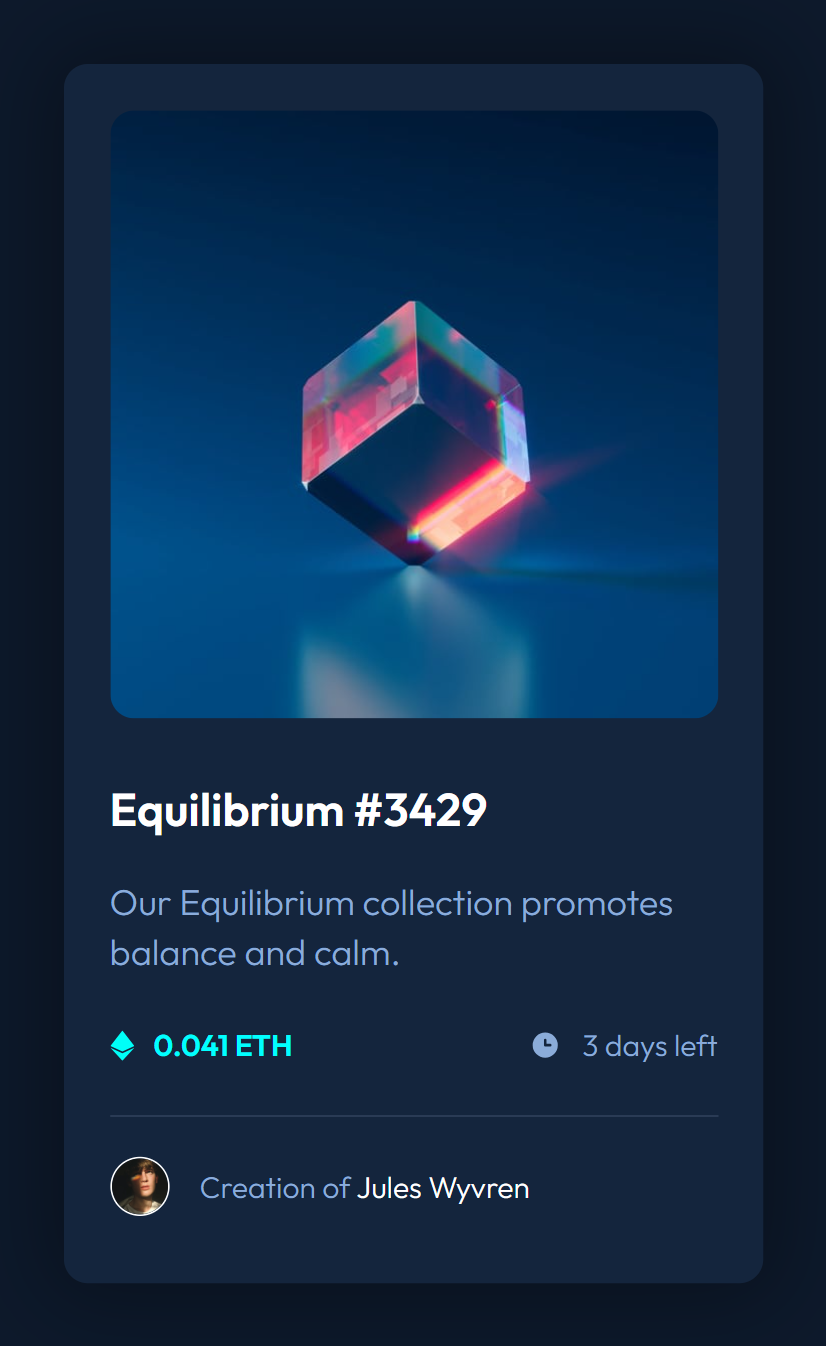 Equilibrium #3429
Our Equilibrium collection promotes
balance and calm.
0.041 ETH
3 days left
Creation of Jules Wyvren